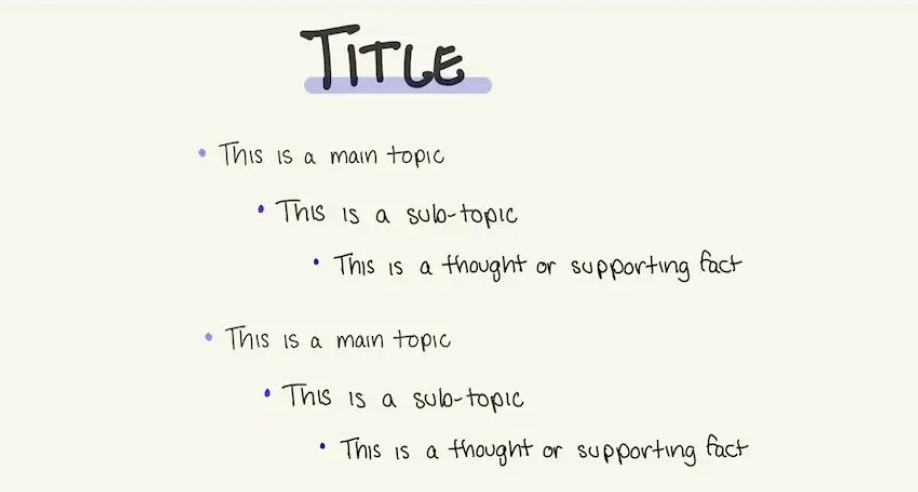 TITLE
• This is a main topic
• This is a sub-topic
• This is a thought or supporting fact
• This is a main topic
• This is a sub-topic
• This is a thought or supporting fact